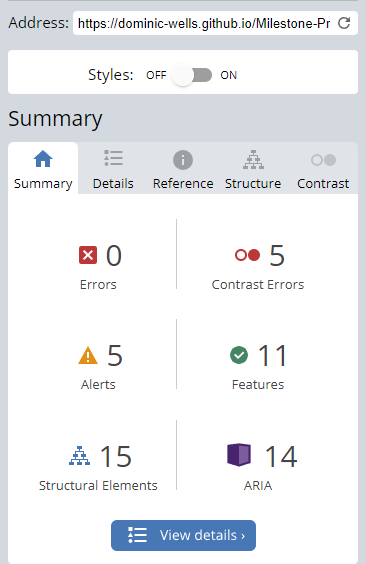 Address: https://dominic-wells.github.io/Milestone-Pr
Styles: OFF ON
Summary
Summary Details Reference Structure Contrast
0 5
Errors Contrast Errors
5 11
Alerts Features
15 14
Structural Elements ARIA
View details ›